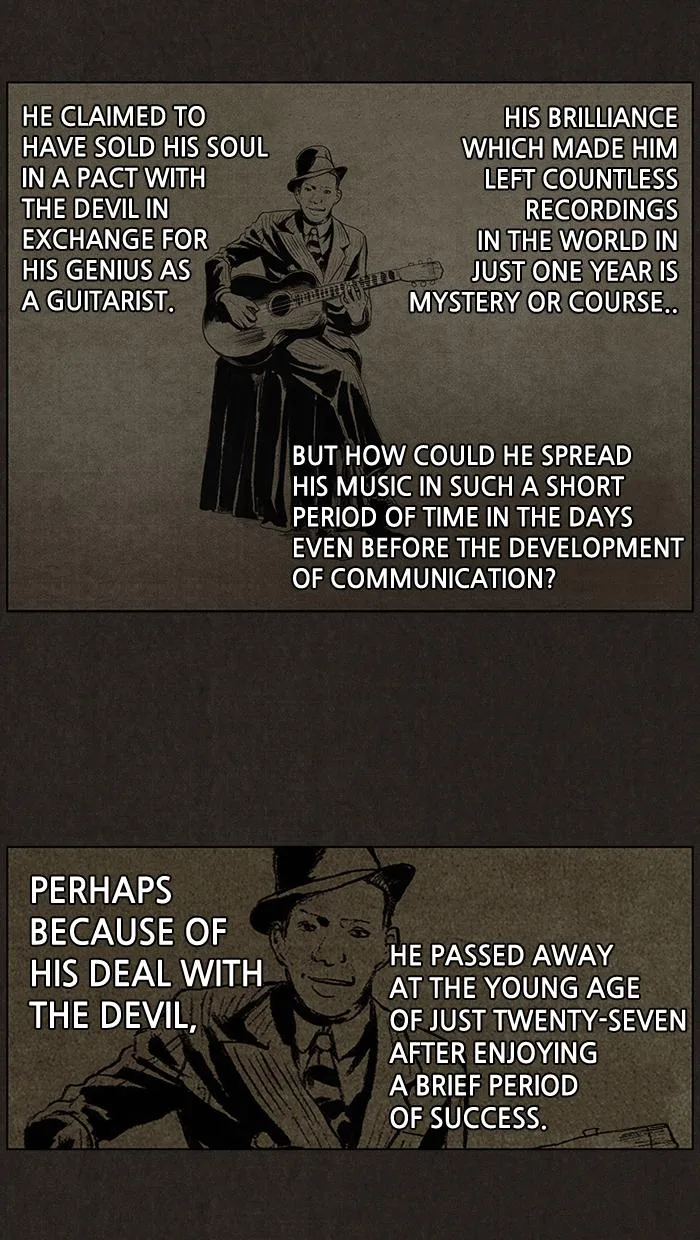 HE CLAIMED TO
HAVE SOLD HIS SOUL
IN A PACT WITH
THE DEVIL IN
EXCHANGE FOR
HIS GENIUS AS
A GUITARIST.
HIS BRILLIANCE
WHICH MADE HIM
LEFT COUNTLESS
RECORDINGS
IN THE WORLD IN
JUST ONE YEAR IS
MYSTERY OR COURSE..
BUT HOW COULD HE SPREAD
HIS MUSIC IN SUCH A SHORT
PERIOD OF TIME IN THE DAYS
EVEN BEFORE THE DEVELOPMENT
OF COMMUNICATION?
PERHAPS
BECAUSE OF
HIS DEAL WITH
THE DEVIL,
HE PASSED AWAY
AT THE YOUNG AGE
OF JUST TWENTY-SEVEN
AFTER ENJOYING
A BRIEF PERIOD
OF SUCCESS.